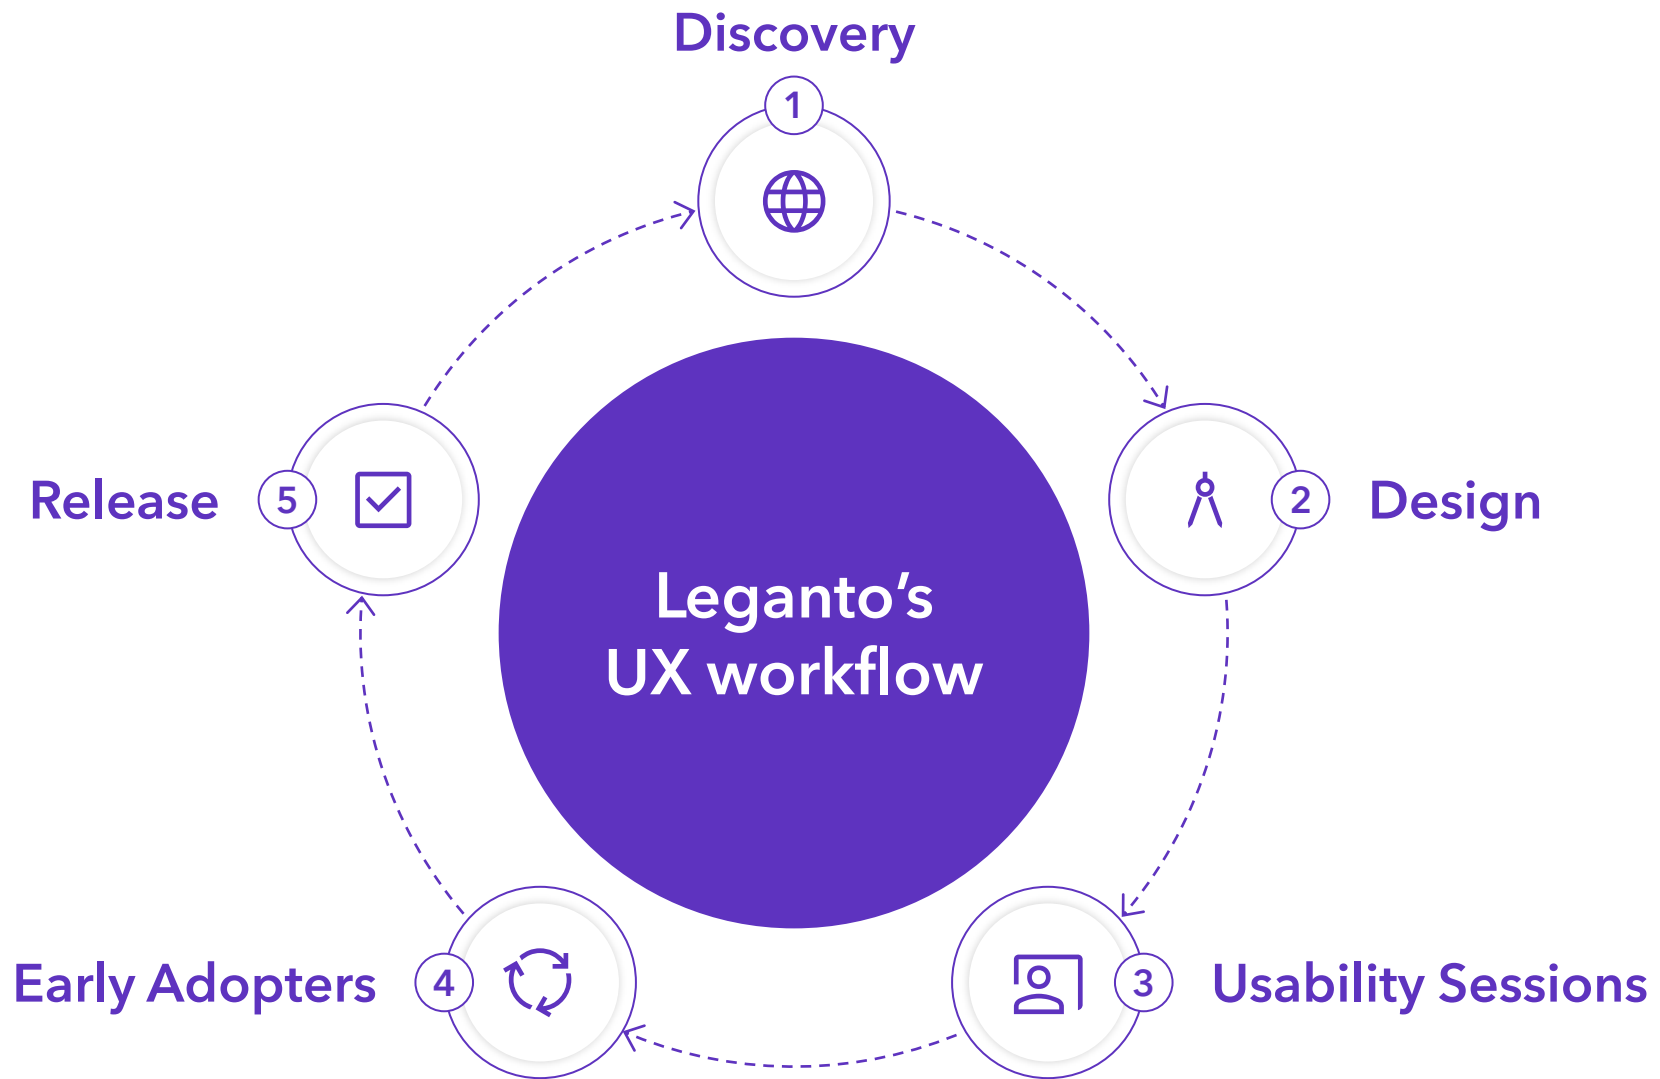 Discovery
1
Release
5
2
Design
Leganto’s
UX workflow
Early Adopters
4
3
Usability Sessions